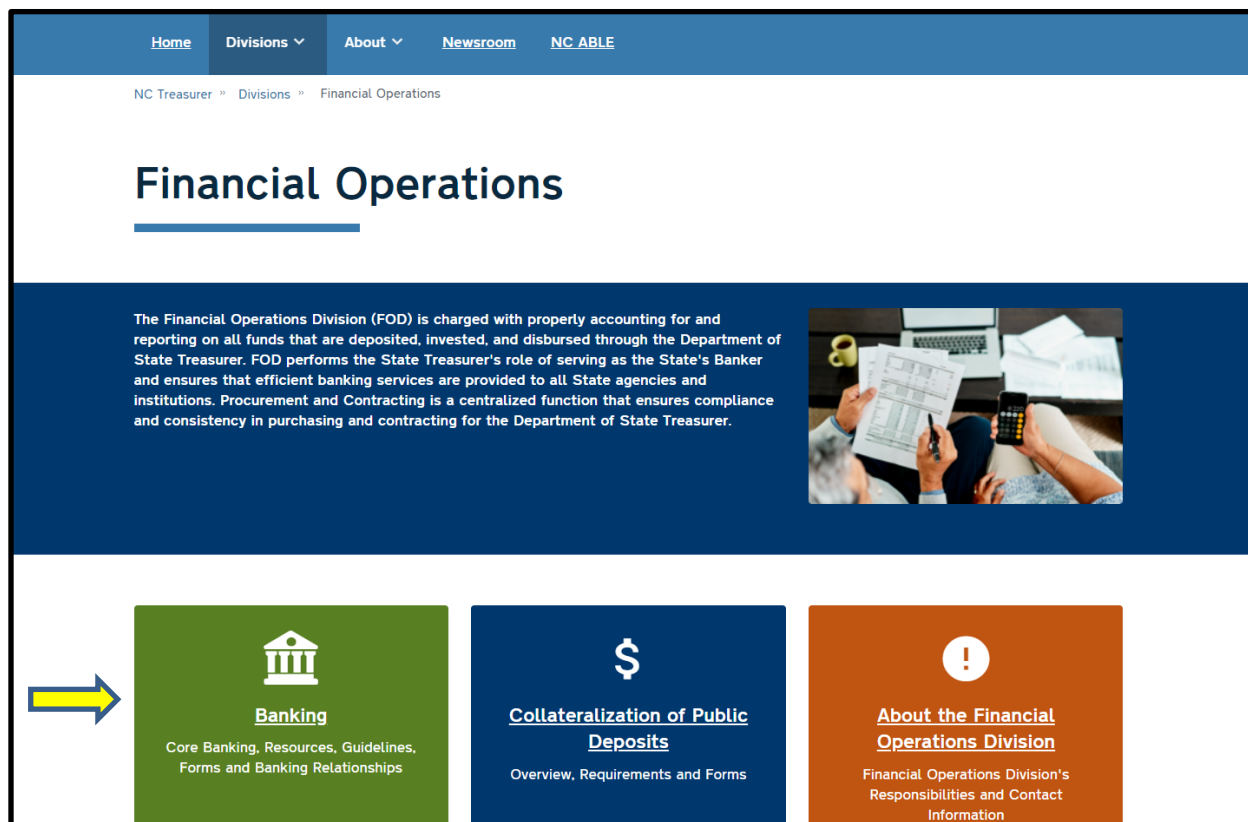 Home Divisions About Newsroom NC ABLE
NC Treasurer » Divisions » Financial Operations
Financial Operations
The Financial Operations Division (FOD) is charged with properly accounting for and
reporting on all funds that are deposited, invested, and disbursed through the Department of
State Treasurer. FOD performs the State Treasurer's role of serving as the State's Banker
and ensures that efficient banking services are provided to all State agencies and
institutions. Procurement and Contracting is a centralized function that ensures compliance
and consistency in purchasing and contracting for the Department of State Treasurer.
Banking
Core Banking, Resources, Guidelines,
Forms and Banking Relationships
$
Collateralization of Public
Deposits
Overview, Requirements and Forms
!
About the Financial
Operations Division
Financial Operations Division's
Responsibilities and Contact
Information